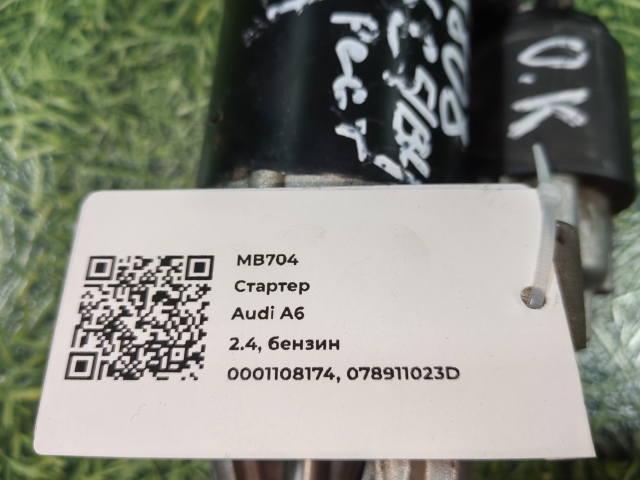 O.K
MB704
Стартер
Audi A6
2.4, бензин
0001108174, 078911023D